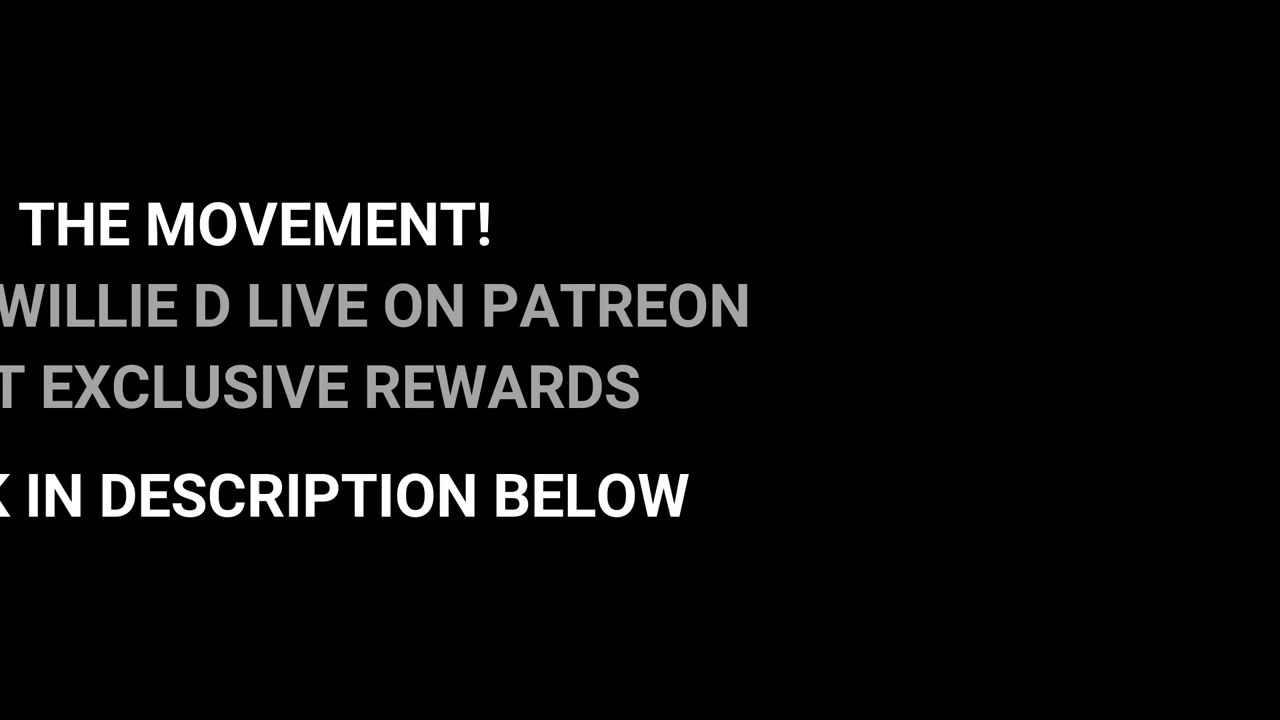 THE MOVEMENT!
WILLIE D LIVE ON PATREON
T EXCLUSIVE REWARDS
K IN DESCRIPTION BELOW